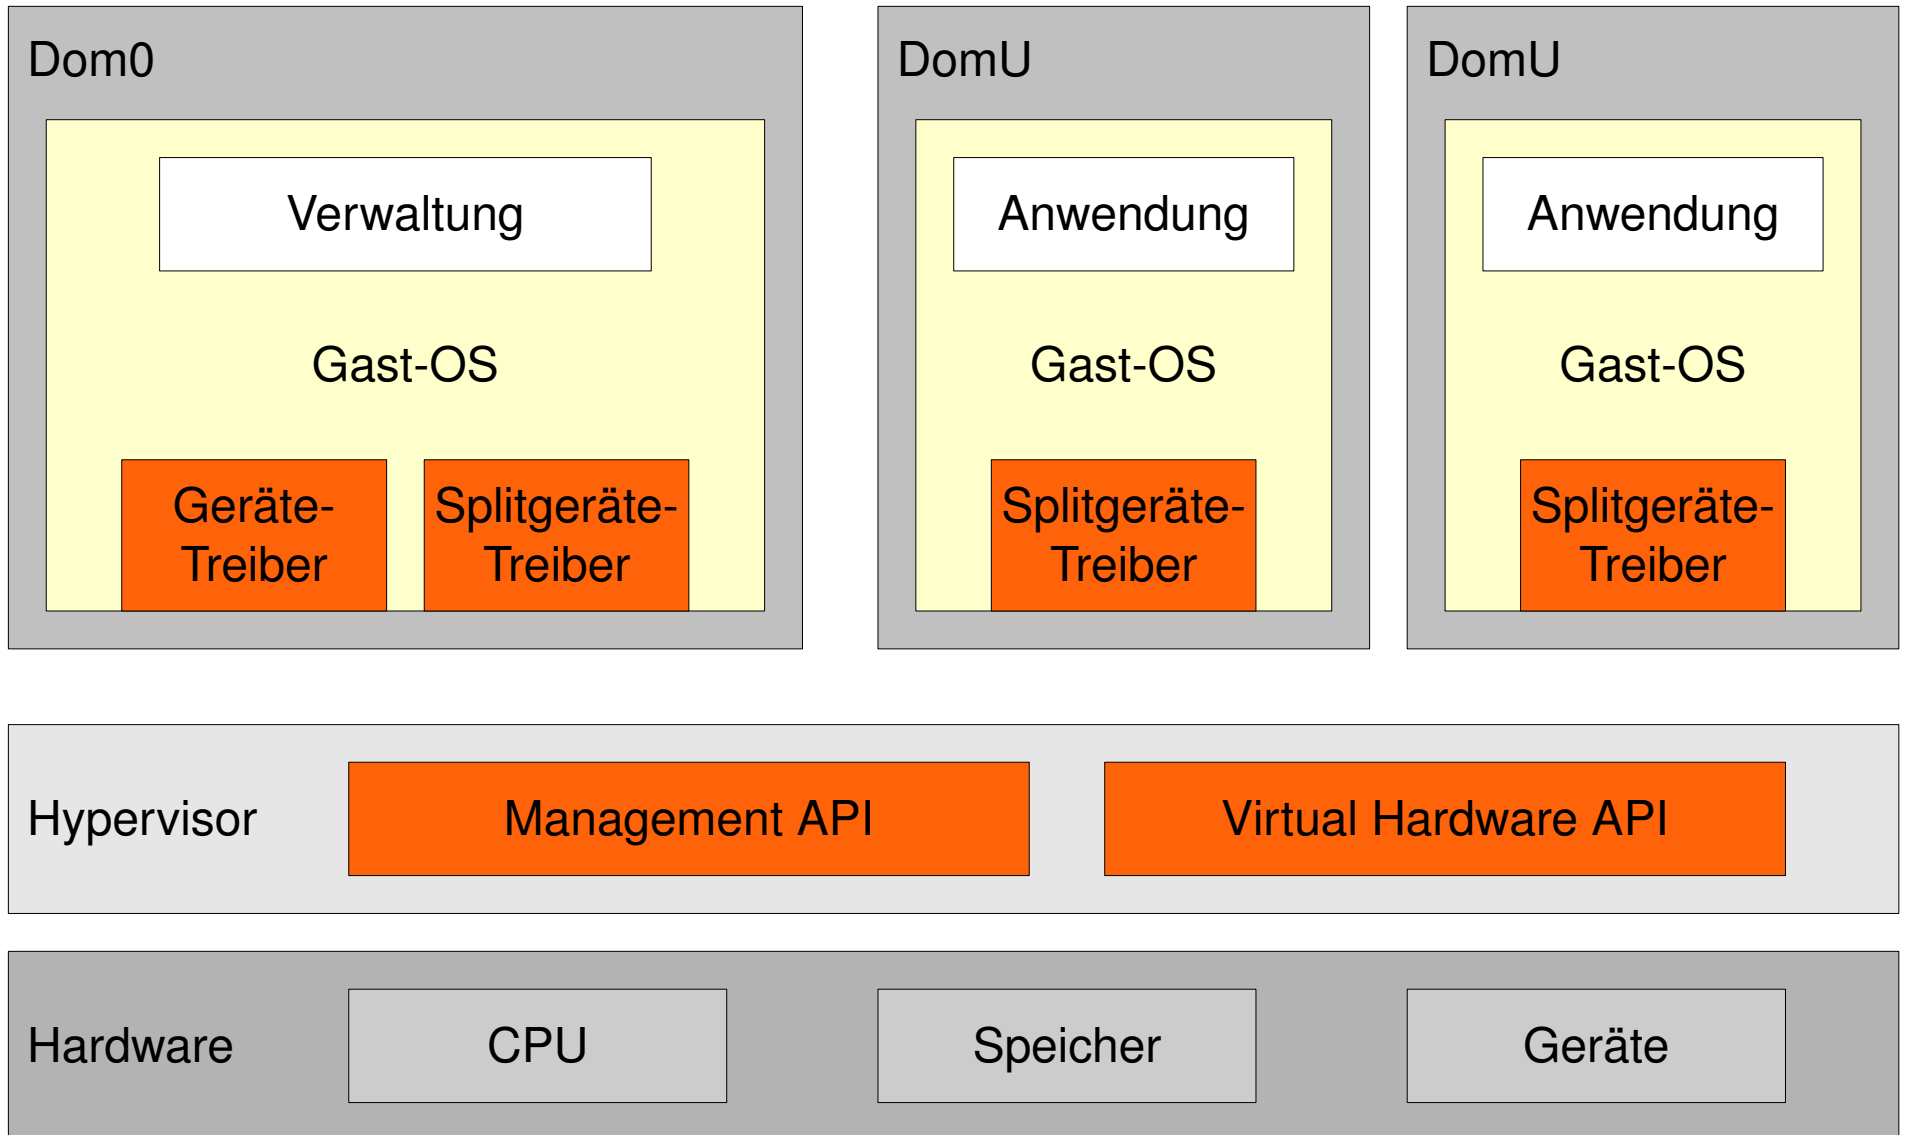 Dom0
Verwaltung
Gast-OS
Geräte-
Treiber
Splitgeräte-
Treiber
DomU
Anwendung
Gast-OS
Splitgeräte-
Treiber
DomU
Anwendung
Gast-OS
Splitgeräte-
Treiber
Hypervisor
Management API
Virtual Hardware API
Hardware
CPU
Speicher
Geräte